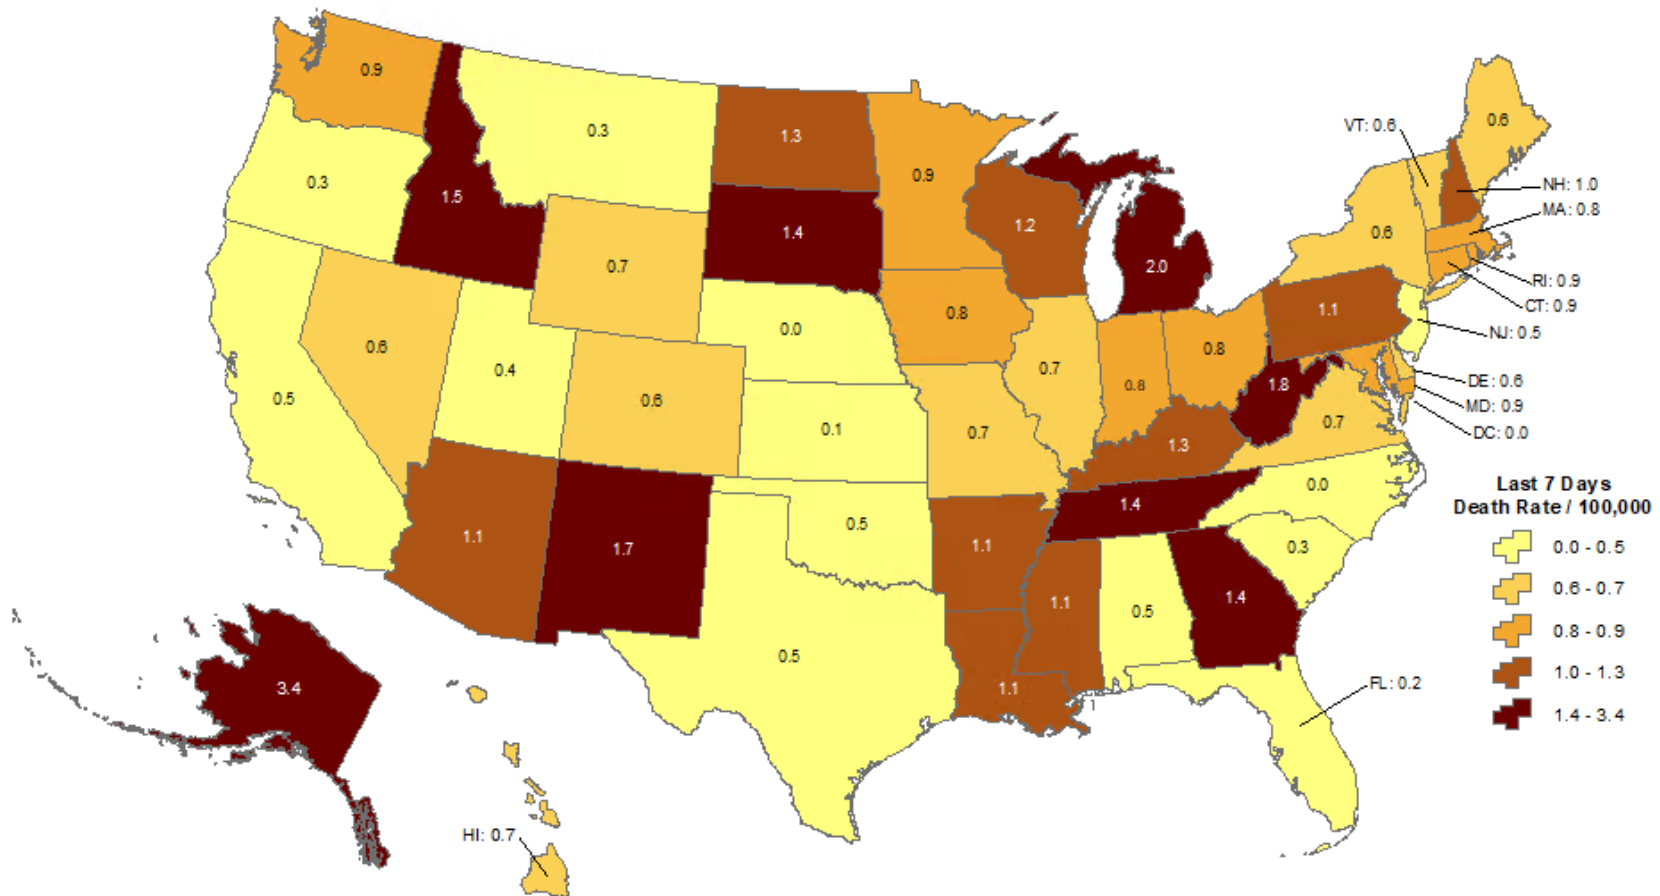 0.9
0.3
1.3
0.9
0.6
VT: 0.6
0.3
1.5
NH: 1.0
MA: 0.8
1.4
1.2
0.6
0.7
2.0
RI: 0.9
CT: 0.9
0.8
1.1
0.0
NJ: 0.5
0.6
0.8
0.4
0.7
DE: 0.6
0.5
0.6
0.8
1.8
MD: 0.9
0.1
0.7
0.7
DC: 0.0
1.3
Last 7 Days
Death Rate / 100,000
0.0 - 0.5
0.6 - 0.7
0.8 - 0.9
1.0 - 1.3
1.4 - 3.4
0.0
1.4
0.5
1.1
1.7
1.1
0.3
1.4
1.1
0.5
0.5
3.4
1.1
FL: 0.2
HI: 0.7